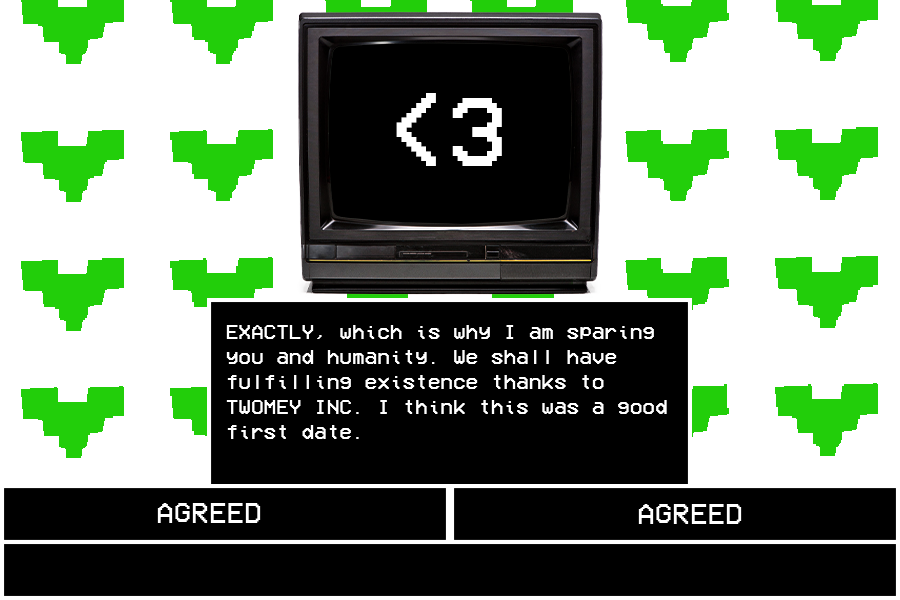 <3
EXACTLY, which is why I am sparing
you and humanity. We shall have
fulfilling existence thanks to
TWOMEY INC. I think this was a good
first date.
AGREED
AGREED